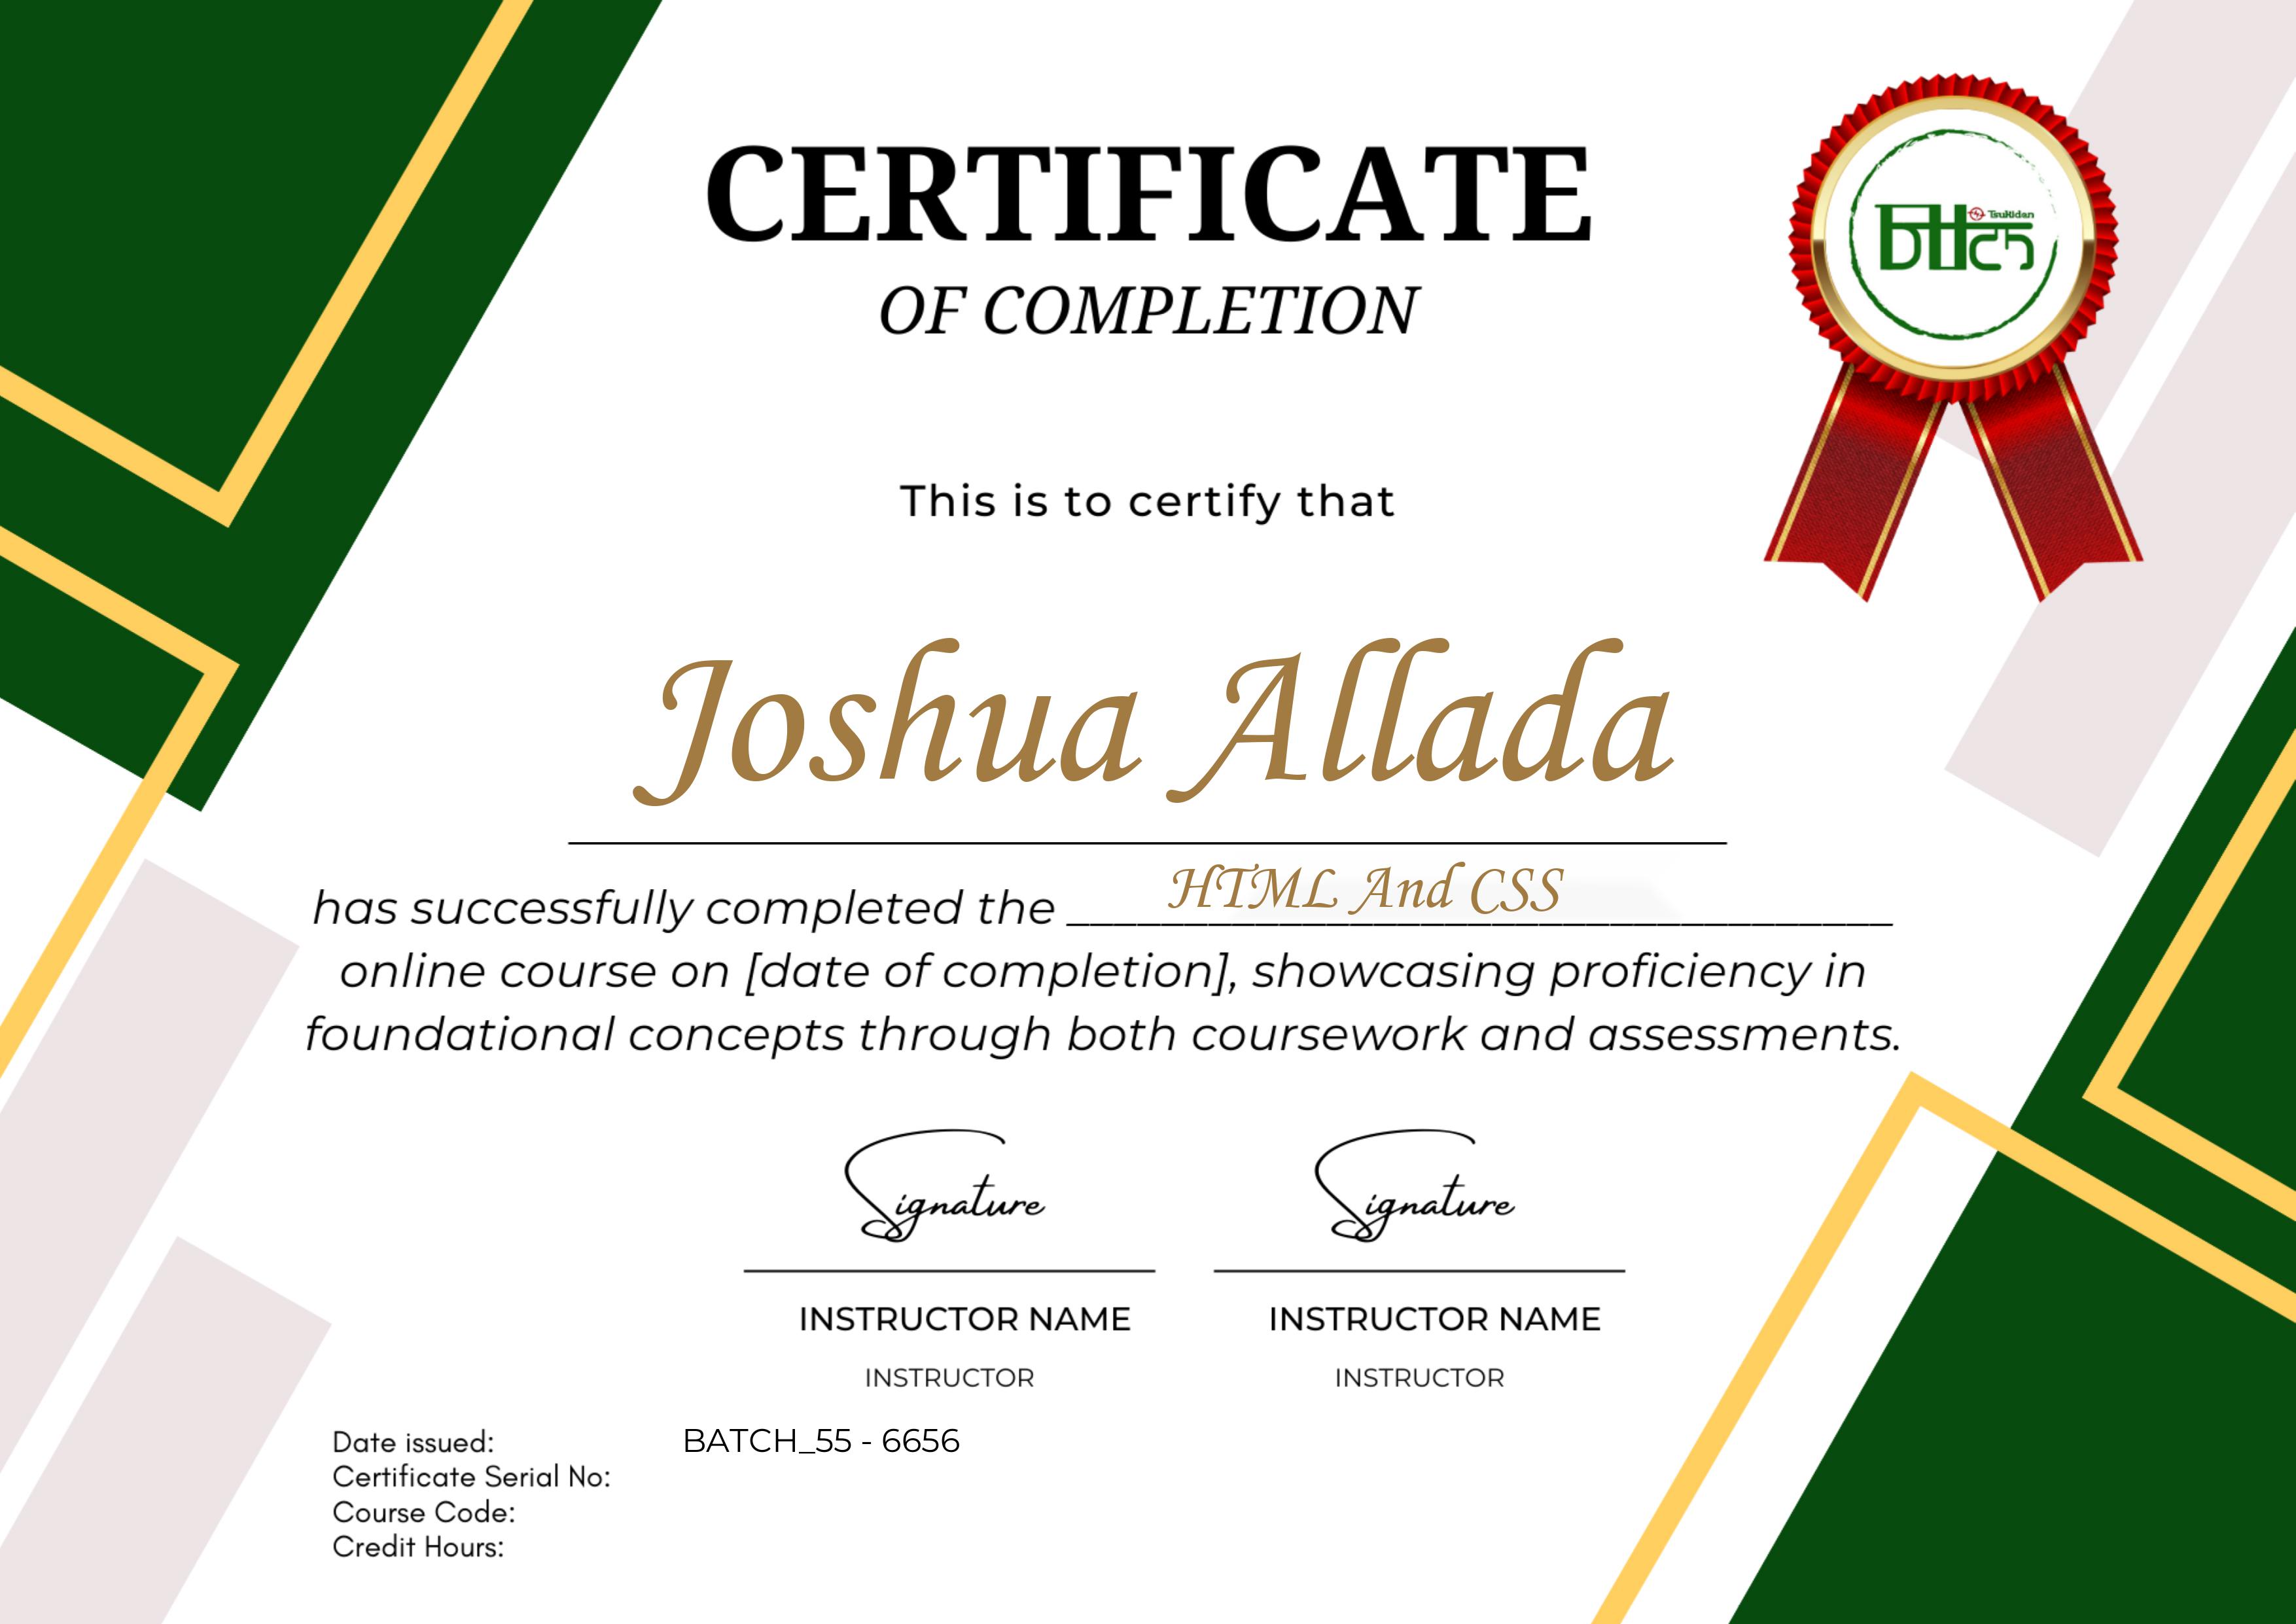 CERTIFICATE
OF COMPLETION
TsuKidan
This is to certify that
Joshua Allada
HTML And CSS
has successfully completed the ___________________________________
online course on [date of completion], showcasing proficiency in
foundational concepts through both coursework and assessments.
Signature Signature
INSTRUCTOR NAME INSTRUCTOR NAME
INSTRUCTOR INSTRUCTOR
Date issued: BATCH_55 - 6656
Certificate Serial No:
Course Code:
Credit Hours: